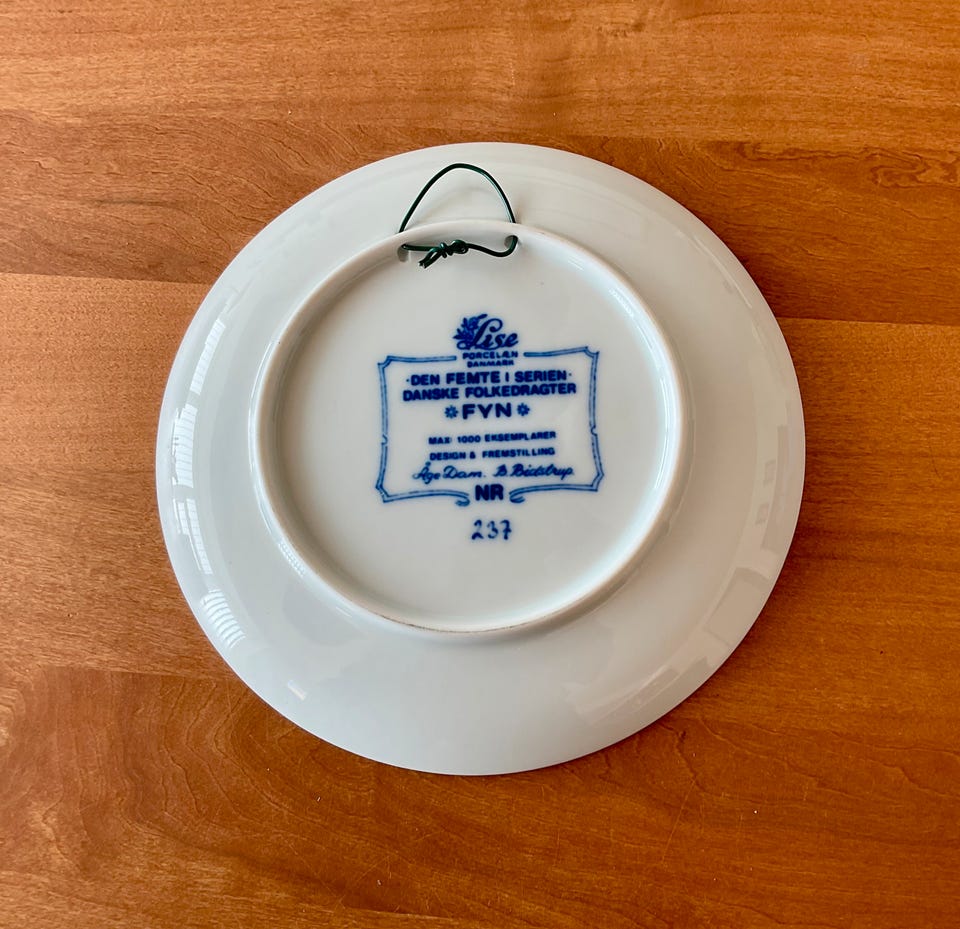 Lise
PORCELÆN
DANMARK
·DEN FEMTE I SERIEN·
DANSKE FOLKEDRAGTER
FYN
MAX 1000 EKSEMPLARER
DESIGN & FREMSTILLING
Åge Dam. B. Bidstrup
NR
237